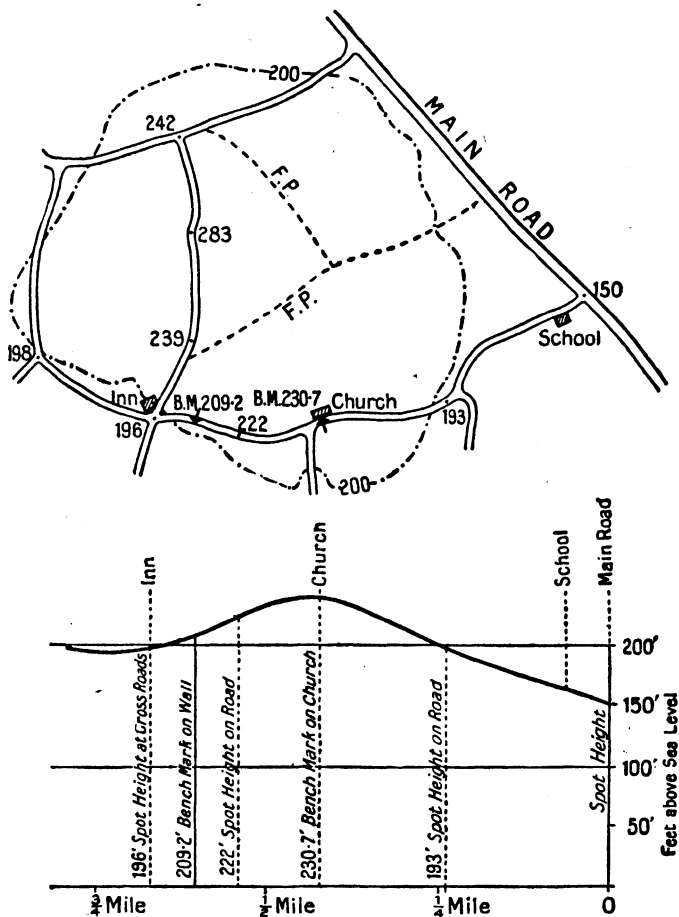 200
MAIN ROAD
242
F.P.
283
150
F.P.
School
239
198
Inn
B.M.209·2
B.M.230·7
Church
196
222
193
200
Inn
Church
School
Main Road
196' Spot Height at Cross Roads
209·2' Bench Mark on Wall
222' Spot Height on Road
230·7' Bench Mark on Church
193' Spot Height on Road
Spot Height
200'
150'
100'
50'
Feet above Sea Level
¾ Mile
½ Mile
¼ Mile
0